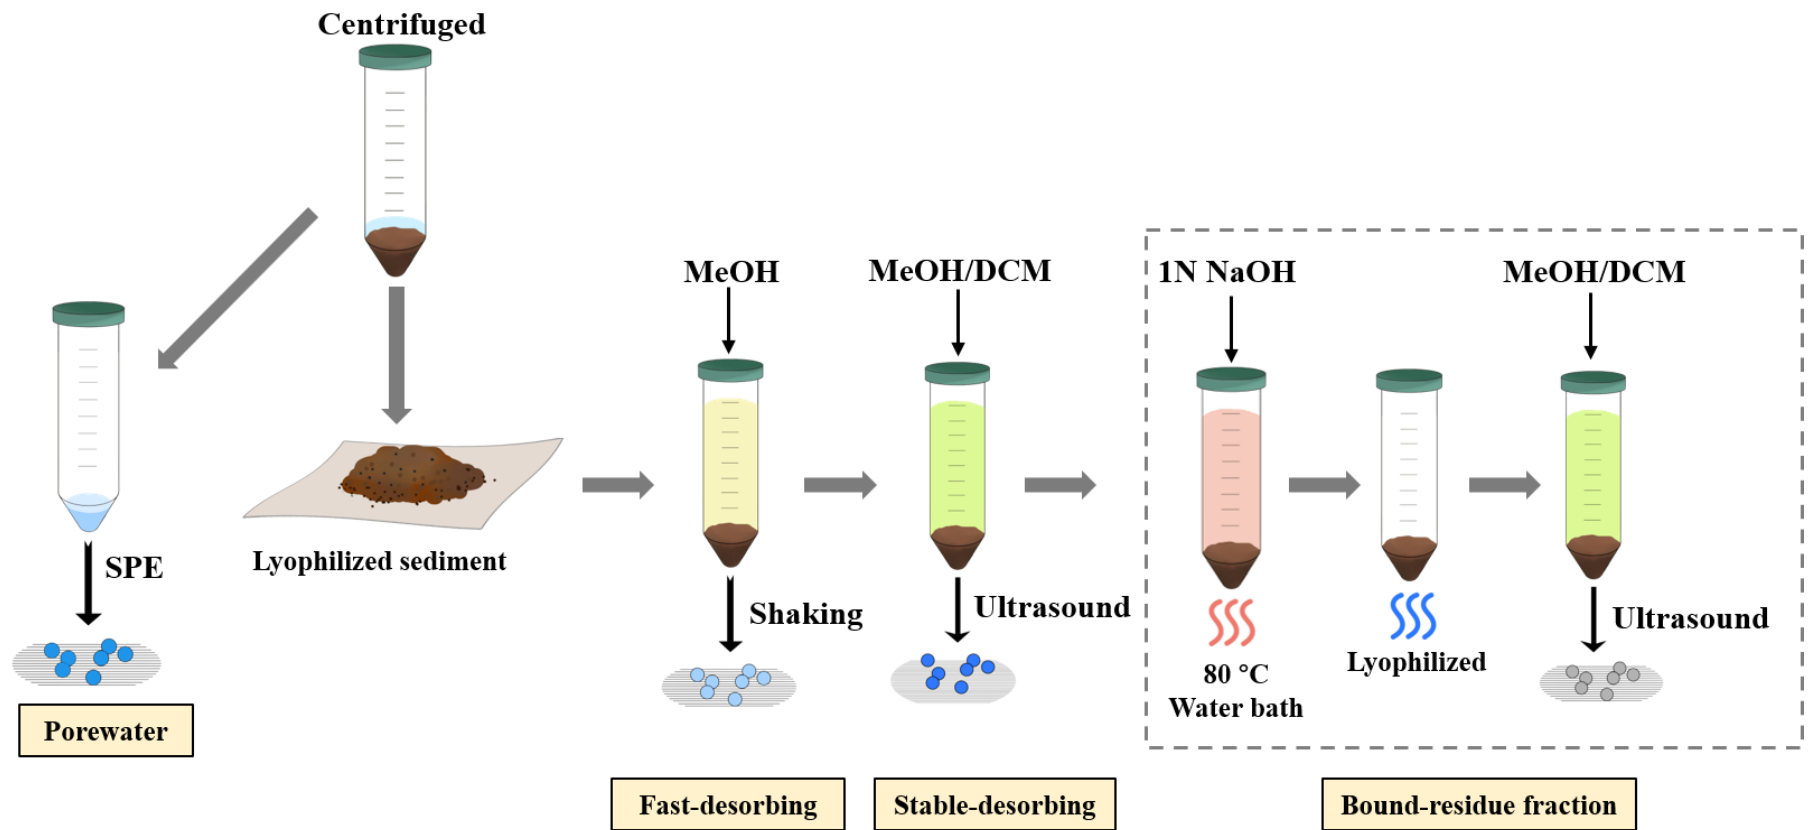 Centrifuged
MeOH
MeOH/DCM
1N NaOH
MeOH/DCM
Lyophilized sediment
SPE
Shaking
Ultrasound
80 °C
Water bath
Lyophilized
Ultrasound
Porewater
Fast-desorbing
Stable-desorbing
Bound-residue fraction